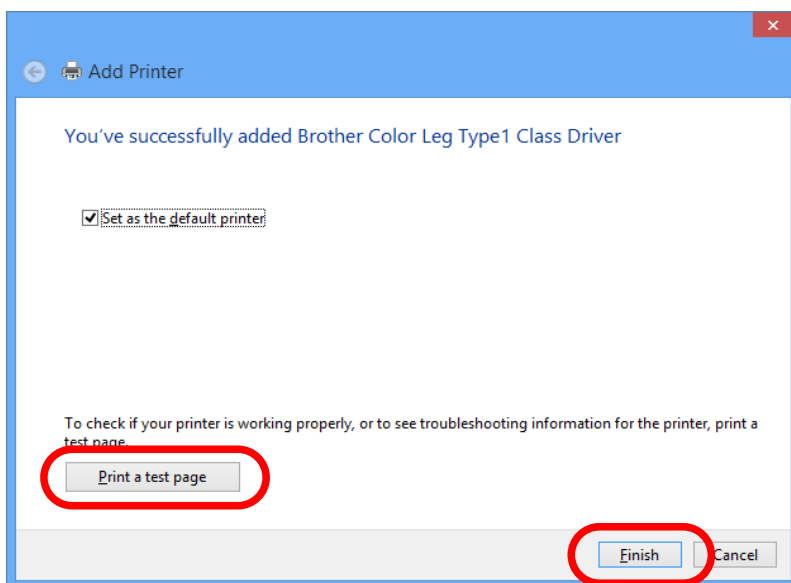 Add Printer
You've successfully added Brother Color Leg Type1 Class Driver
Set as the default printer
To check if your printer is working properly, or to see troubleshooting information for the printer, print a
test page.
Print a test page
Finish Cancel